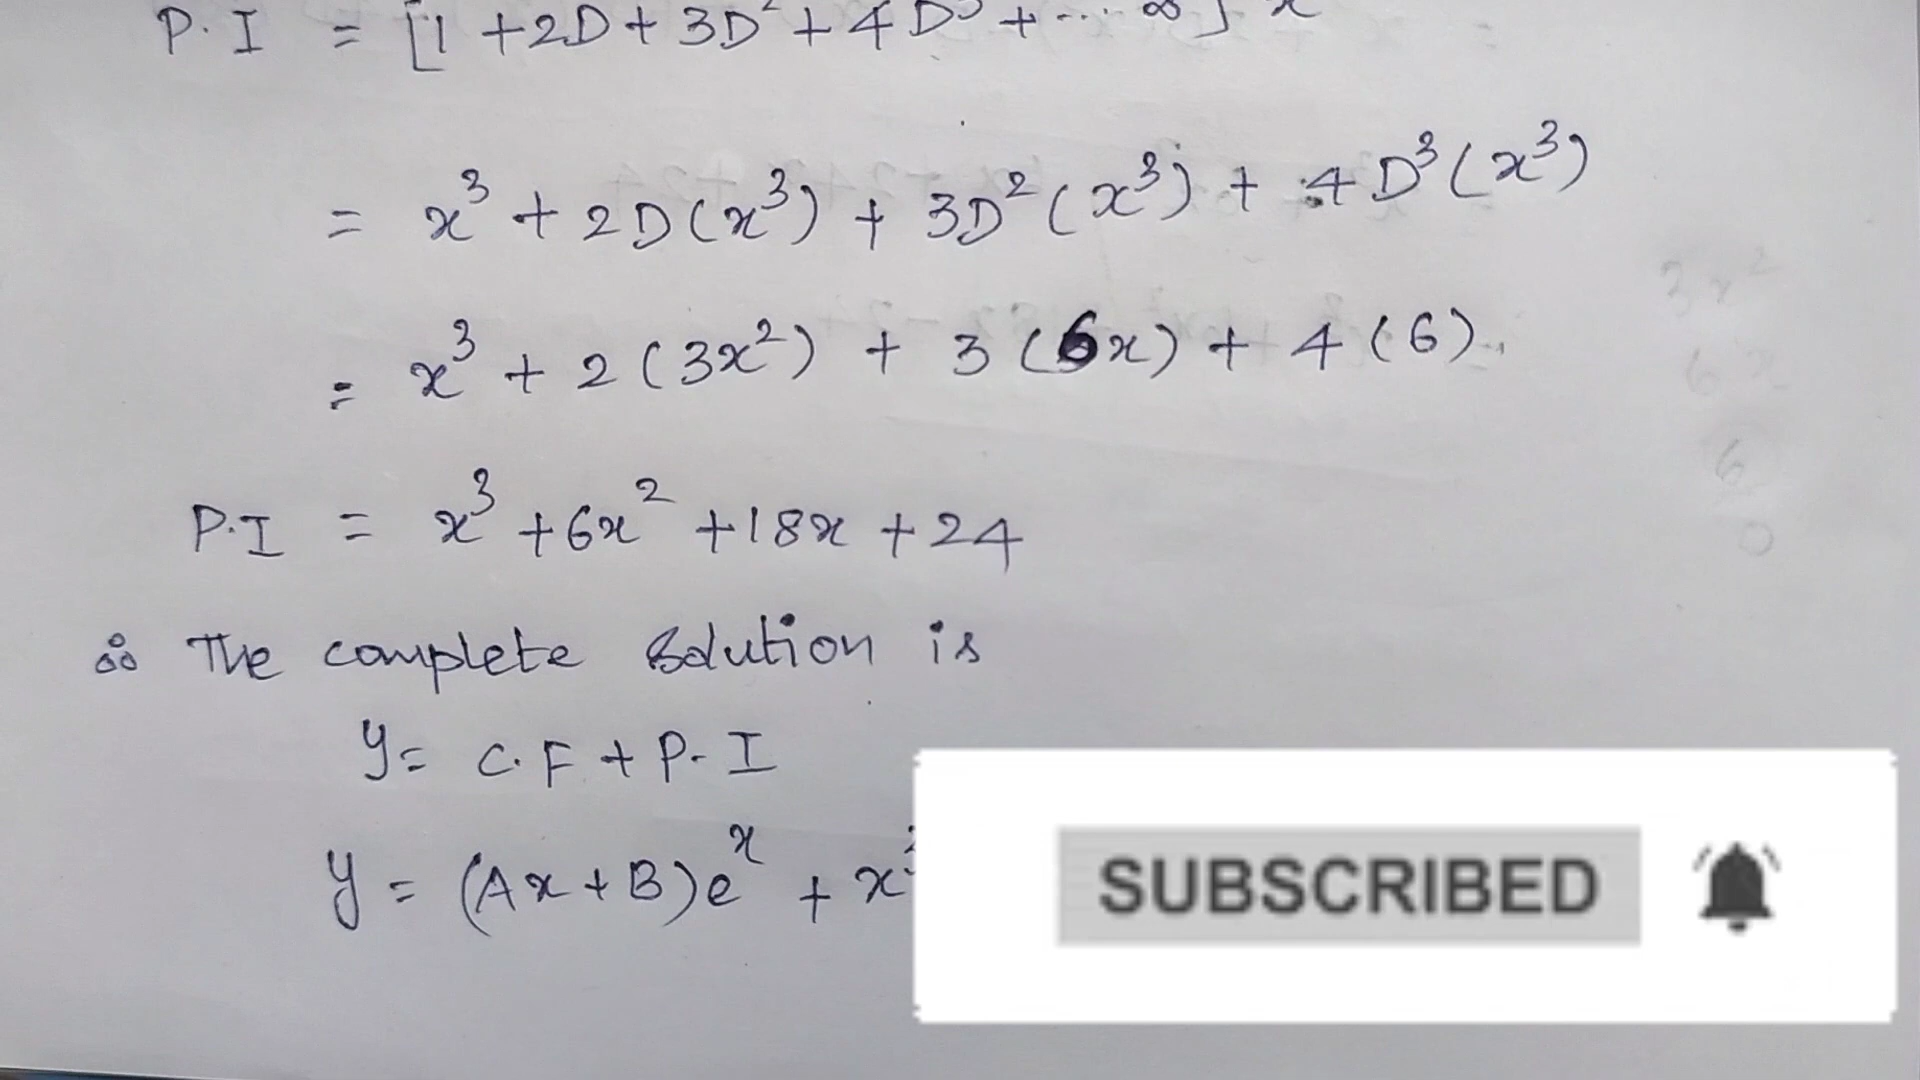 P.I = [1 + 2D + 3D² + 4D³ + ... ∞] x
= x³ + 2D(x³) + 3D²(x³) + 4D³(x³)
= x³ + 2(3x²) + 3(6x) + 4(6)
P.I = x³ + 6x² + 18x + 24
∴ The complete solution is
y = C.F + P.I
y = (Ax + B)eˣ + x
SUBSCRIBED